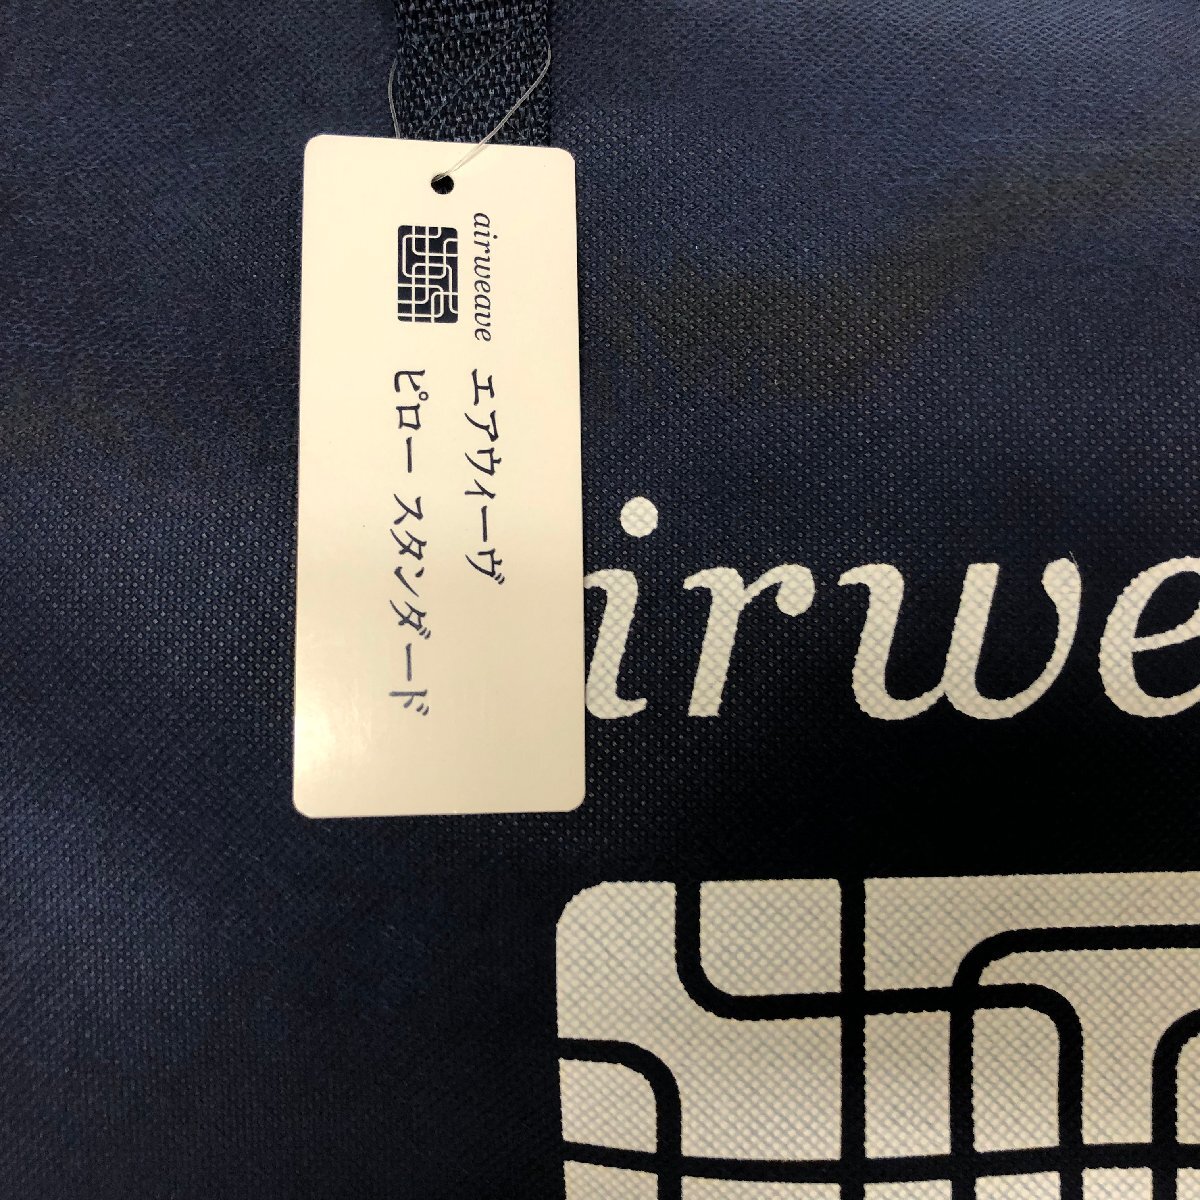 airweave
エアウィーヴ
ピロー スタンダード
irwe